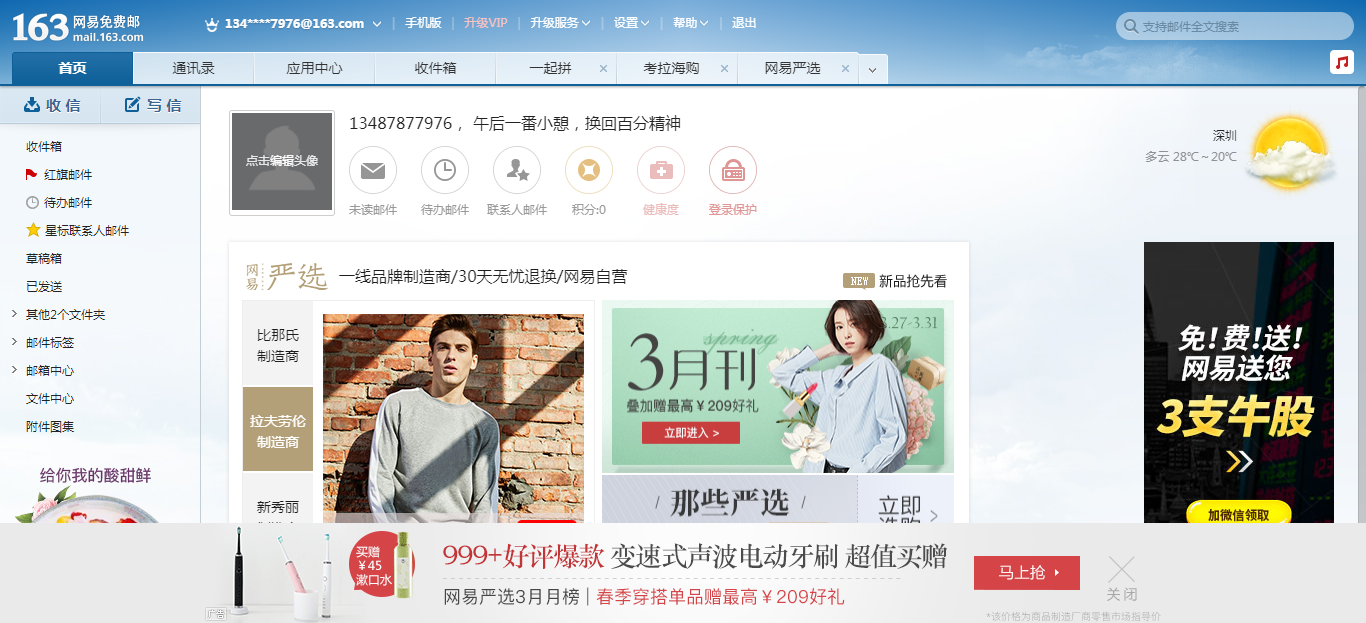 163 网易免费邮
mail.163.com
134****7976@163.com
手机版
升级VIP
升级服务
设置
帮助
退出
支持邮件全文搜索
首页
通讯录
应用中心
收件箱
一起拼
考拉海购
网易严选
收 信
写 信
收件箱
红旗邮件
待办邮件
星标联系人邮件
草稿箱
已发送
其他2个文件夹
邮件标签
邮箱中心
文件中心
附件图集
给你我的酸甜鲜
点击编辑头像
13487877976， 午后一番小憩，换回百分精神
未读邮件
待办邮件
联系人邮件
积分:0
健康度
登录保护
深圳
多云 28℃~20℃
网易严选
一线品牌制造商/30天无忧退换/网易自营
NEW 新品抢先看
比那氏
制造商
拉夫劳伦
制造商
新秀丽
3.27-3.31
spring
3月刊
叠加赠最高￥209好礼
立即进入 >
/ 那些严选 /
立即
选购
免!费!送!
网易送您
3支牛股
加微信领取
买赠
￥45
漱口水
999+好评爆款 变速式声波电动牙刷 超值买赠
网易严选3月月榜 | 春季穿搭单品赠最高￥209好礼
马上抢
关闭
广告
*该价格为商品制造厂商零售市场指导价